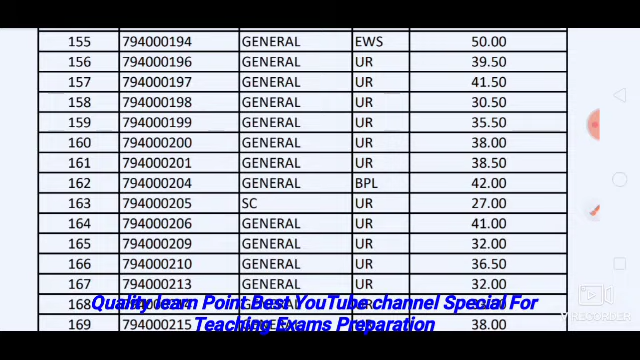 155 794000194 GENERAL EWS 50.00
156 794000196 GENERAL UR 39.50
157 794000197 GENERAL UR 41.50
158 794000198 GENERAL UR 30.50
159 794000199 GENERAL UR 35.50
160 794000200 GENERAL UR 38.00
161 794000201 GENERAL UR 38.50
162 794000204 GENERAL BPL 42.00
163 794000205 SC UR 27.00
164 794000206 GENERAL UR 41.00
165 794000209 GENERAL UR 32.00
166 794000210 GENERAL UR 36.50
167 794000213 GENERAL UR 32.00
168
Quality learn Point Best YouTube channel Special For
169 794000215 UR 38.00
Teaching Exams Preparation
RECORDER